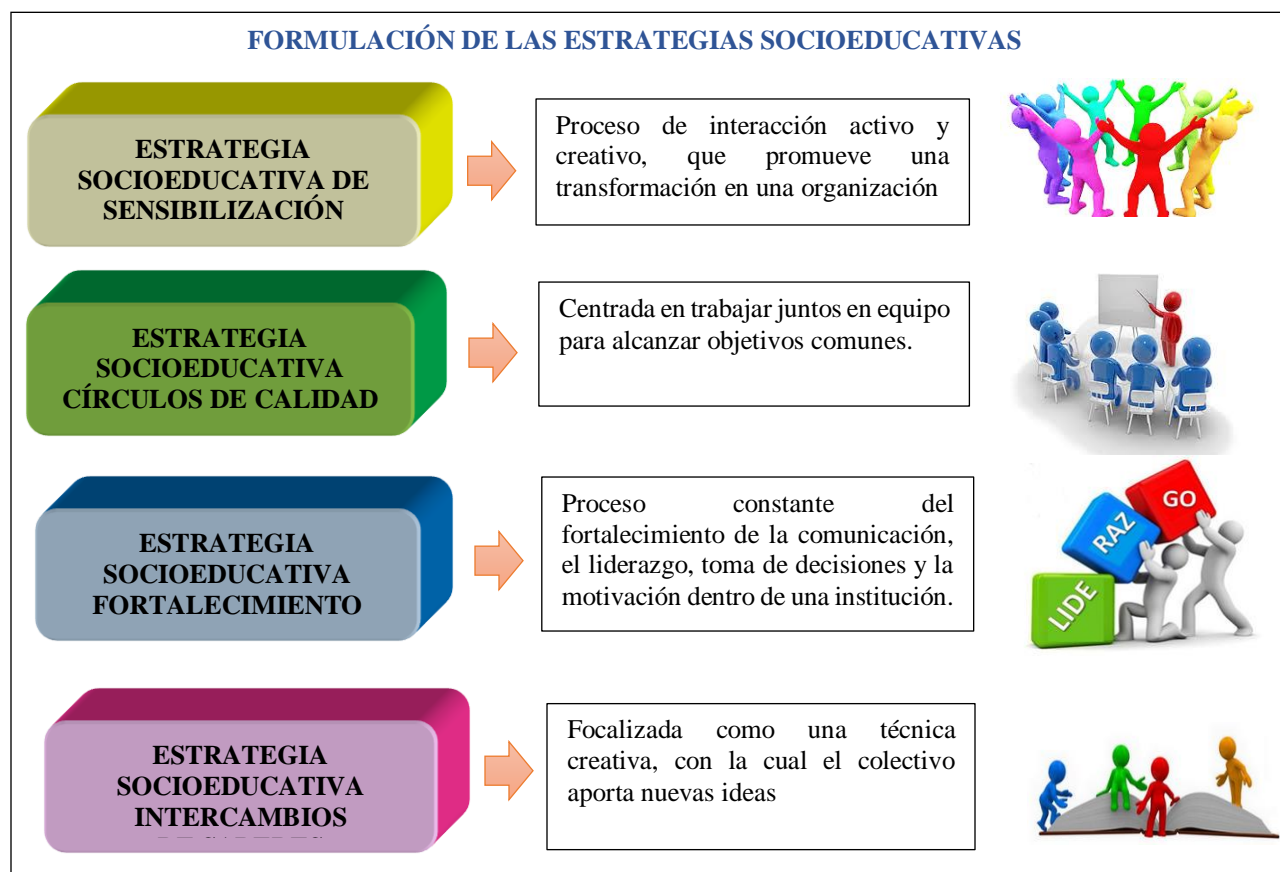 FORMULACIÓN DE LAS ESTRATEGIAS SOCIOEDUCATIVAS
ESTRATEGIA
SOCIOEDUCATIVA DE
SENSIBILIZACIÓN
Proceso de interacción activo y
creativo, que promueve una
transformación en una organización
ESTRATEGIA
SOCIOEDUCATIVA
CÍRCULOS DE CALIDAD
Centrada en trabajar juntos en equipo
para alcanzar objetivos comunes.
ESTRATEGIA
SOCIOEDUCATIVA
FORTALECIMIENTO
Proceso constante del
fortalecimiento de la comunicación,
el liderazgo, toma de decisiones y la
motivación dentro de una institución.
GO
RAZ
LIDE
ESTRATEGIA
SOCIOEDUCATIVA
INTERCAMBIOS
Focalizada como una técnica
creativa, con la cual el colectivo
aporta nuevas ideas